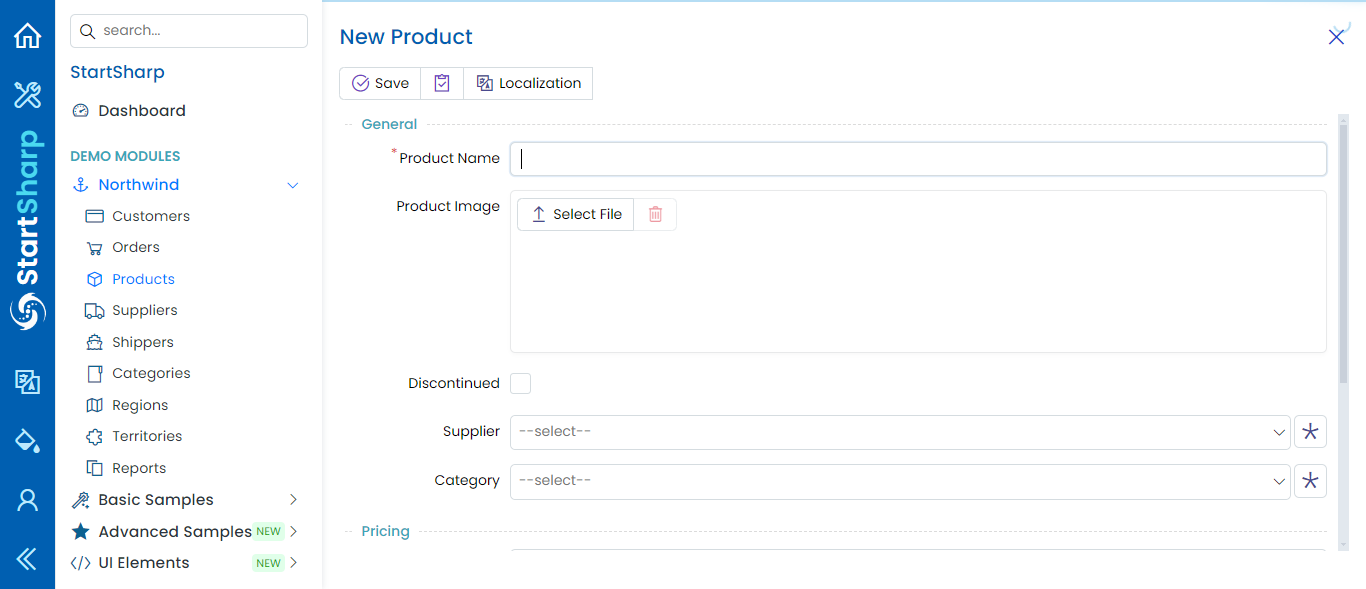 StartSharp
search...
StartSharp
Dashboard
DEMO MODULES
Northwind
Customers
Orders
Products
Suppliers
Shippers
Categories
Regions
Territories
Reports
Basic Samples
Advanced Samples NEW
UI Elements NEW
New Product
Save
Localization
General
*Product Name
Product Image
Select File
Discontinued
Supplier
--select--
Category
--select--
Pricing